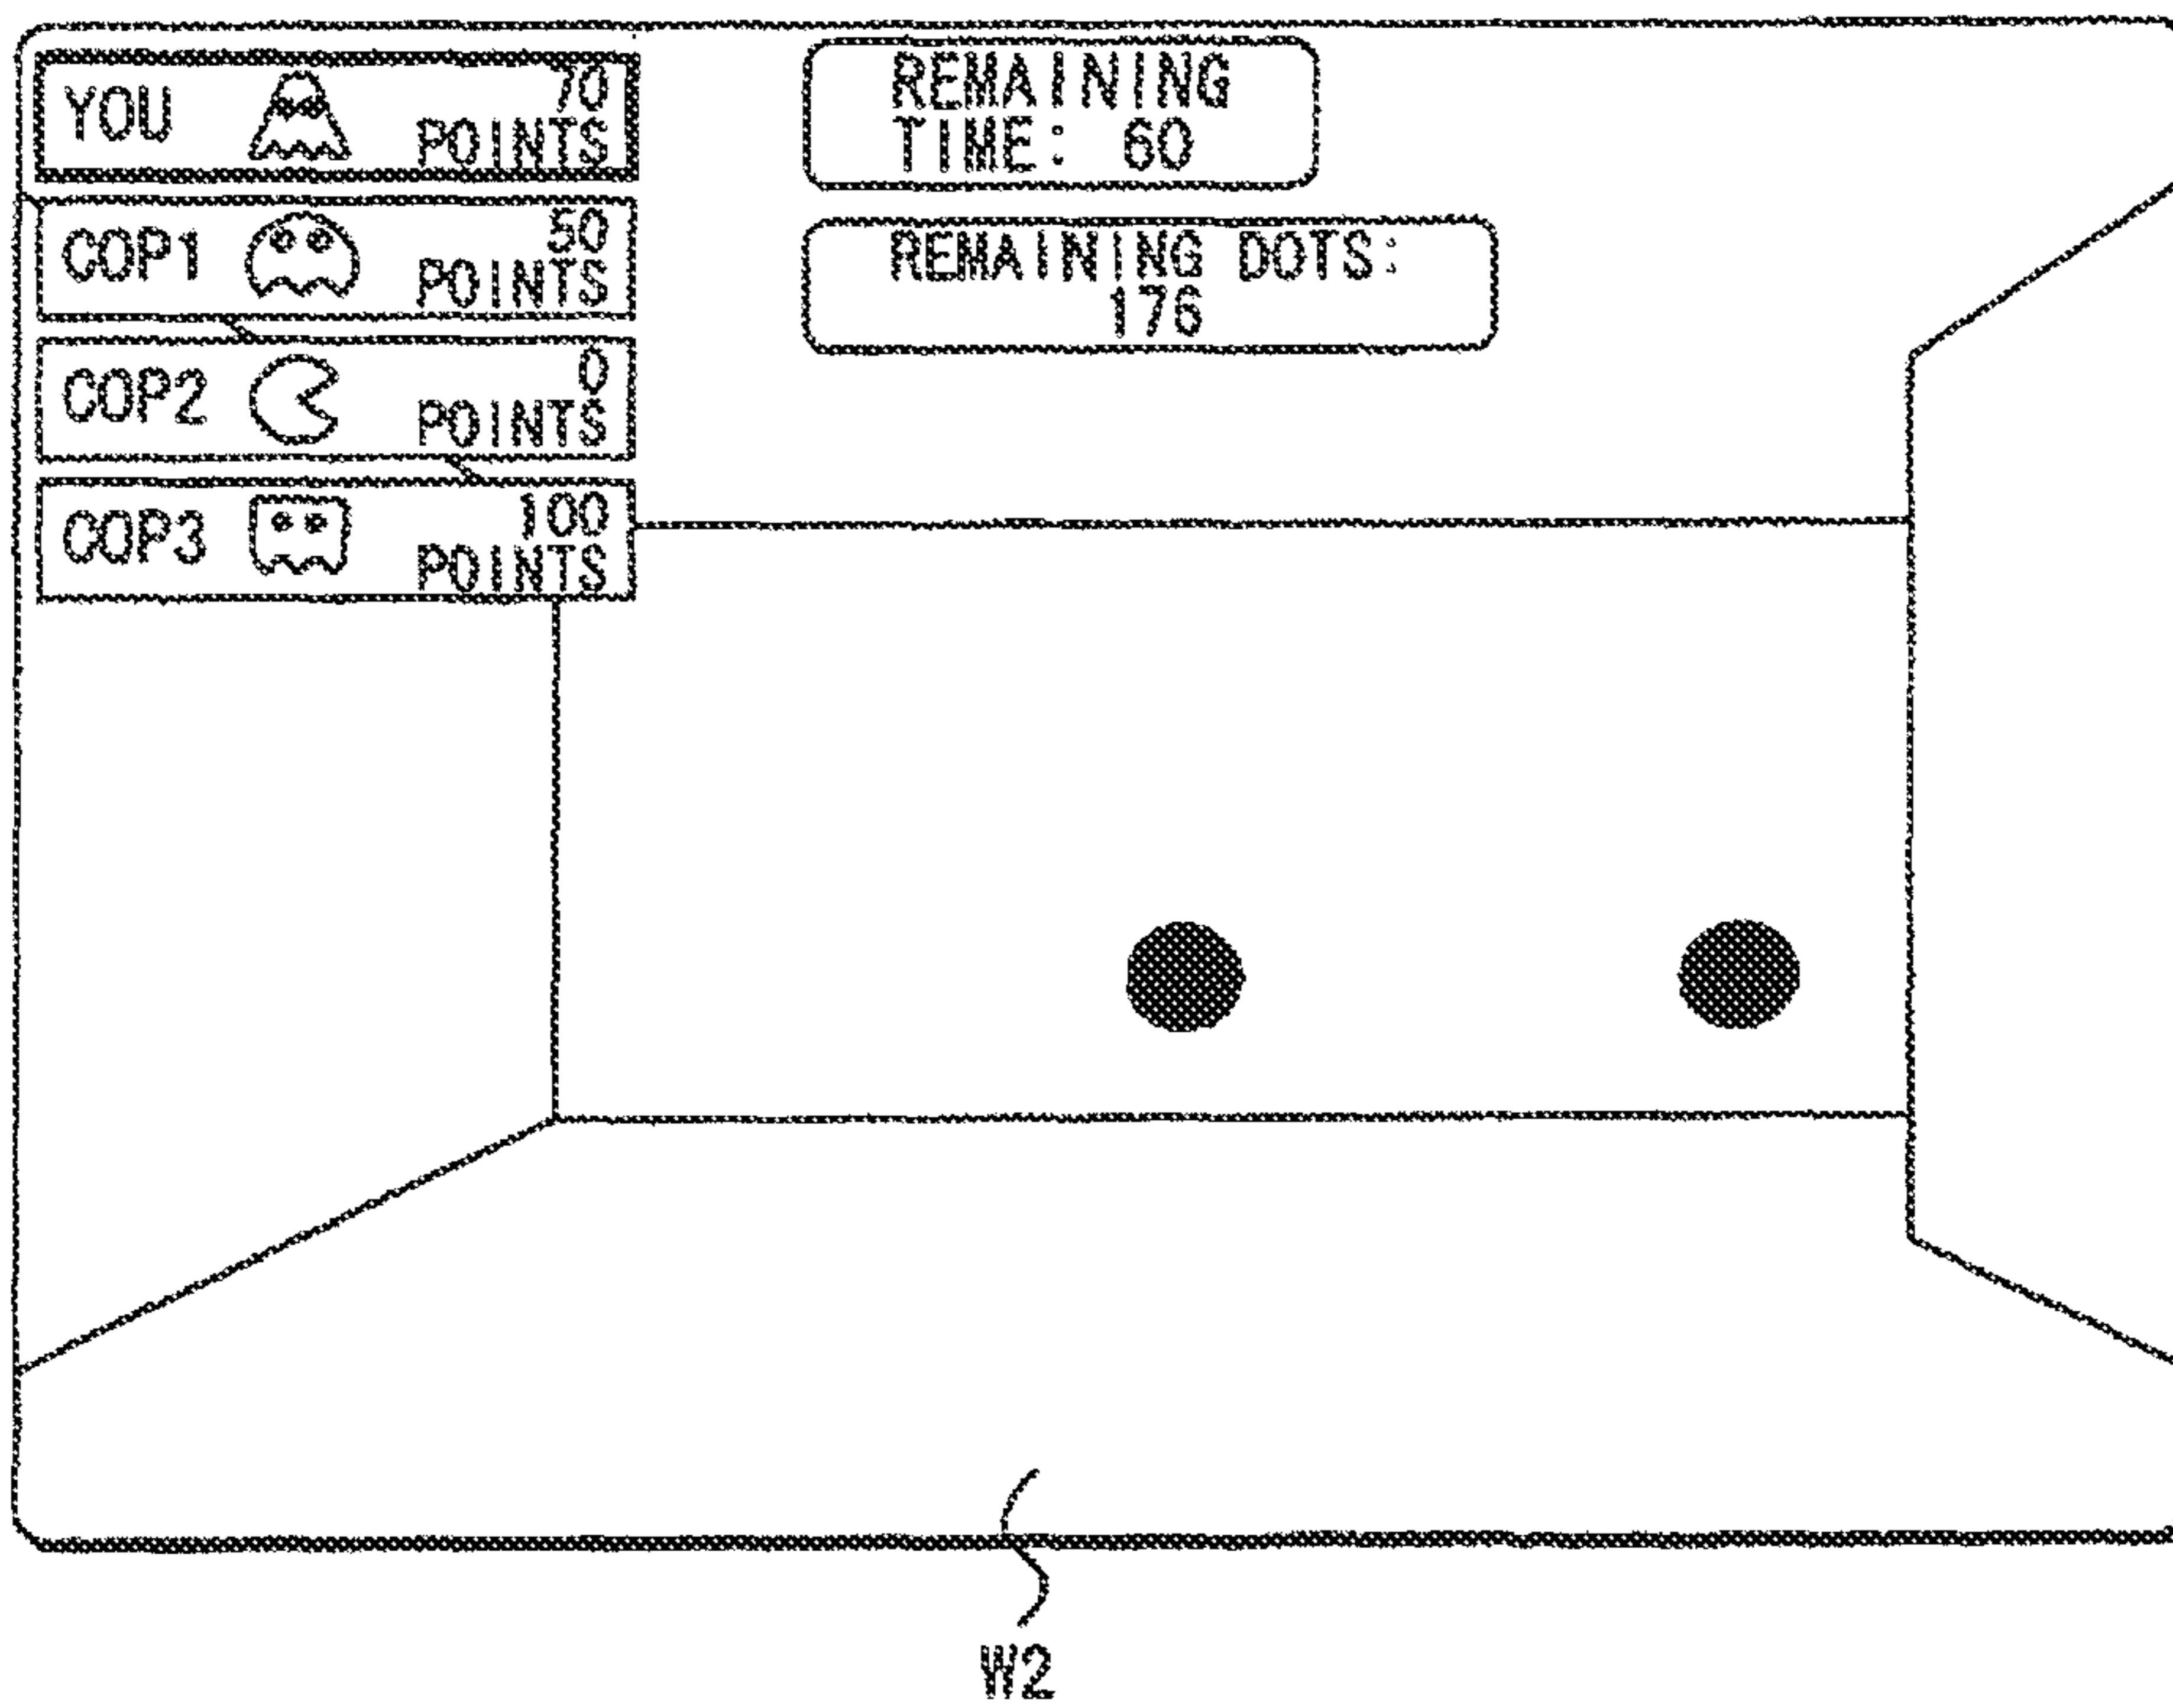 YOU 70
POINTS
COP1 50
POINTS
COP2 0
POINTS
COP3 100
POINTS
REMAINING
TIME: 60
REMAINING DOTS:
176
W2